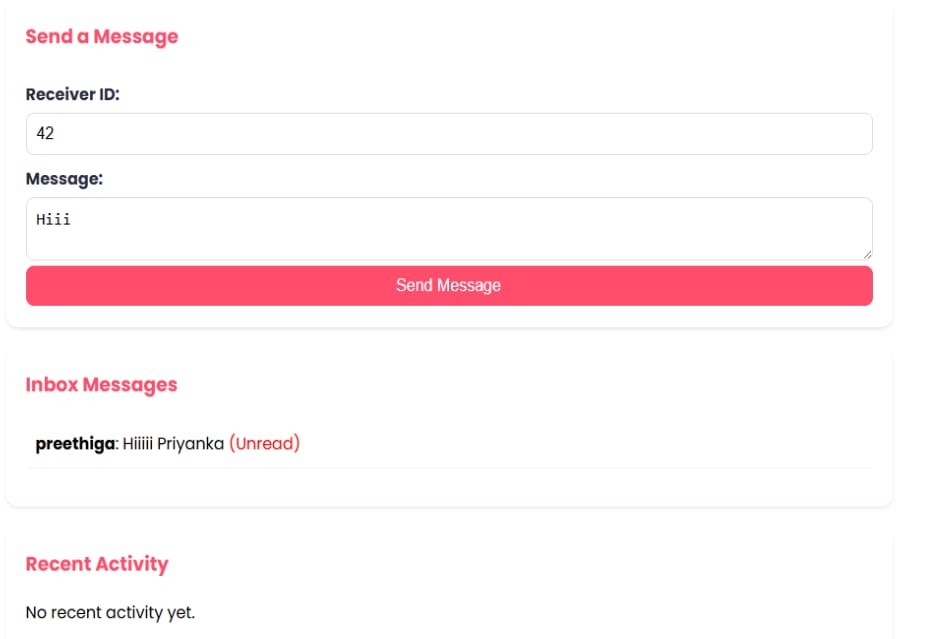 Send a Message
Receiver ID:
42
Message:
Hiii
Send Message
Inbox Messages
preethiga: Hiiiii Priyanka (Unread)
Recent Activity
No recent activity yet.